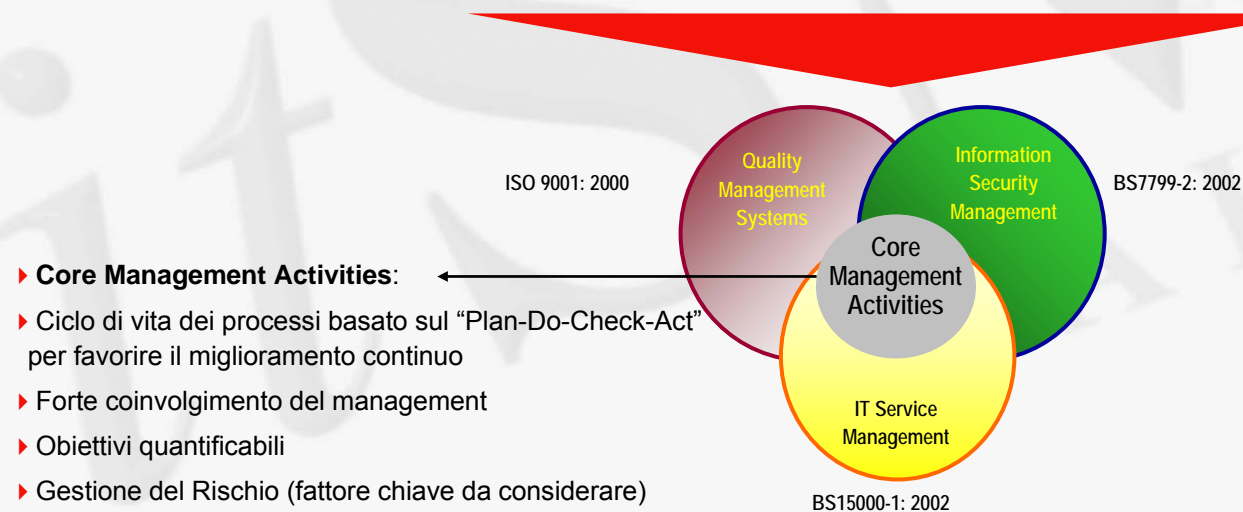 Quality
Management
Systems
Information
Security
Management
ISO 9001: 2000
BS7799-2: 2002
Core
Management
Activities
IT Service
Management
BS15000-1: 2002
Core Management Activities:
Ciclo di vita dei processi basato sul “Plan-Do-Check-Act”
per favorire il miglioramento continuo
Forte coinvolgimento del management
Obiettivi quantificabili
Gestione del Rischio (fattore chiave da considerare)